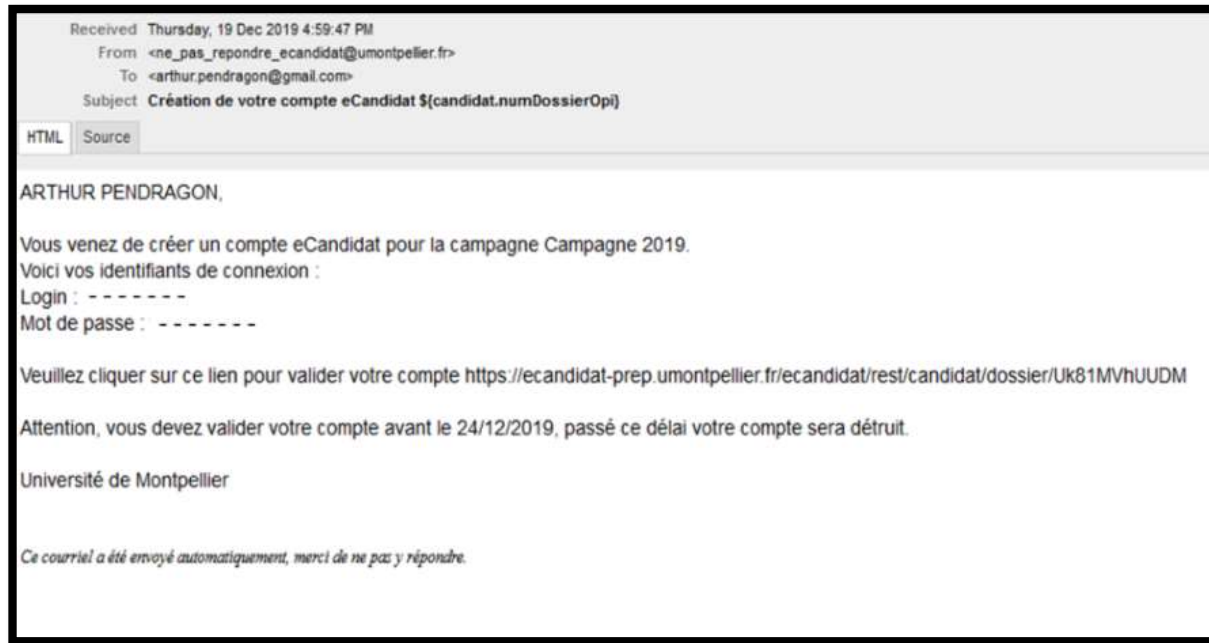 Received Thursday, 19 Dec 2019 4:59:47 PM
From <ne_pas_repondre_ecandidat@umontpellier.fr>
To <arthur.pendragon@gmail.com>
Subject Création de votre compte eCandidat ${candidat.numDossierOpi}
HTML Source
ARTHUR PENDRAGON,
Vous venez de créer un compte eCandidat pour la campagne Campagne 2019.
Voici vos identifiants de connexion :
Login : - - - - - - -
Mot de passe : - - - - - - -
Veuillez cliquer sur ce lien pour valider votre compte https://ecandidat-prep.umontpellier.fr/ecandidat/rest/candidat/dossier/Uk81MVhUUDM
Attention, vous devez valider votre compte avant le 24/12/2019, passé ce délai votre compte sera détruit.
Université de Montpellier
Ce courriel a été envoyé automatiquement, merci de ne pas y répondre.